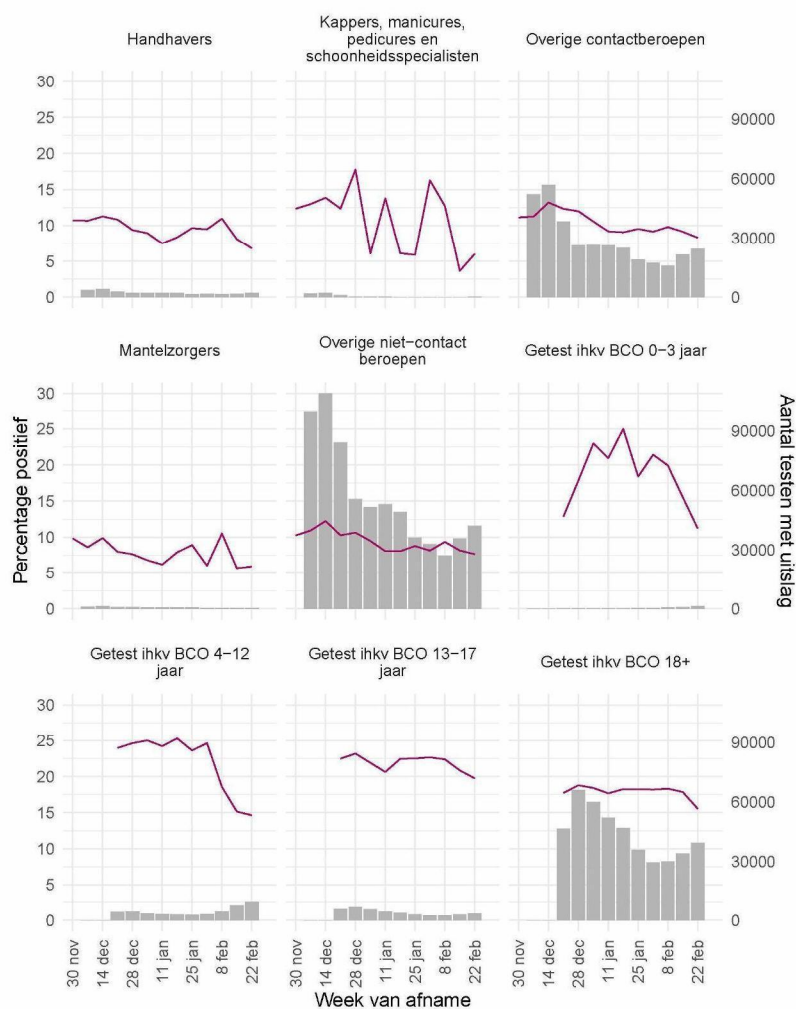 Handhavers
Kappers, manicures,
pedicures en
schoonheidsspecialisten
Overige contactberoepen
30
25
20
15
10
5
0
90000
60000
30000
0
Mantelzorgers
Overige niet−contact
beroepen
Getest ihkv BCO 0−3 jaar
30
25
20
15
10
5
0
90000
60000
30000
0
Percentage positief
Aantal testen met uitslag
Getest ihkv BCO 4−12
jaar
Getest ihkv BCO 13−17
jaar
Getest ihkv BCO 18+
30
25
20
15
10
5
0
90000
60000
30000
0
30 nov
14 dec
28 dec
11 jan
25 jan
8 feb
22 feb
30 nov
14 dec
28 dec
11 jan
25 jan
8 feb
22 feb
30 nov
14 dec
28 dec
11 jan
25 jan
8 feb
22 feb
Week van afname